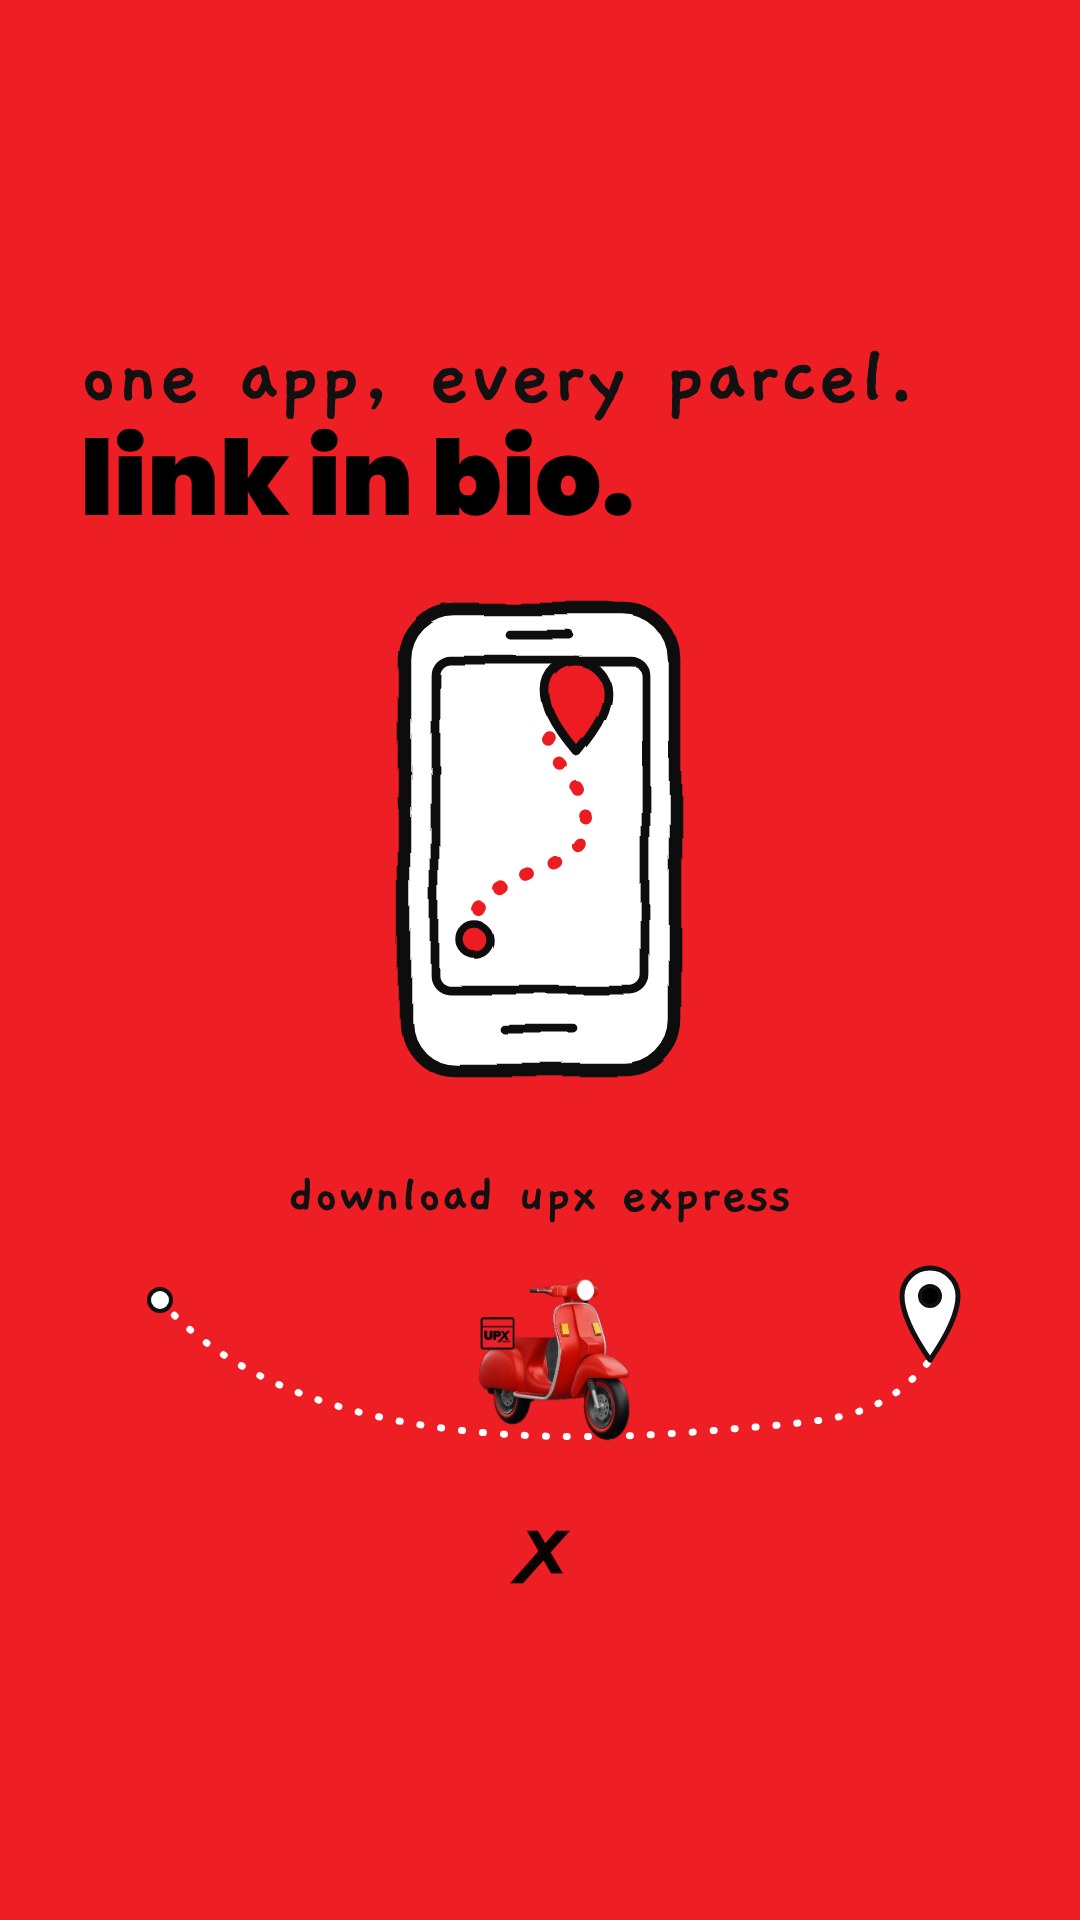 one app, every parcel.
link in bio.
download upx express
UPX
X